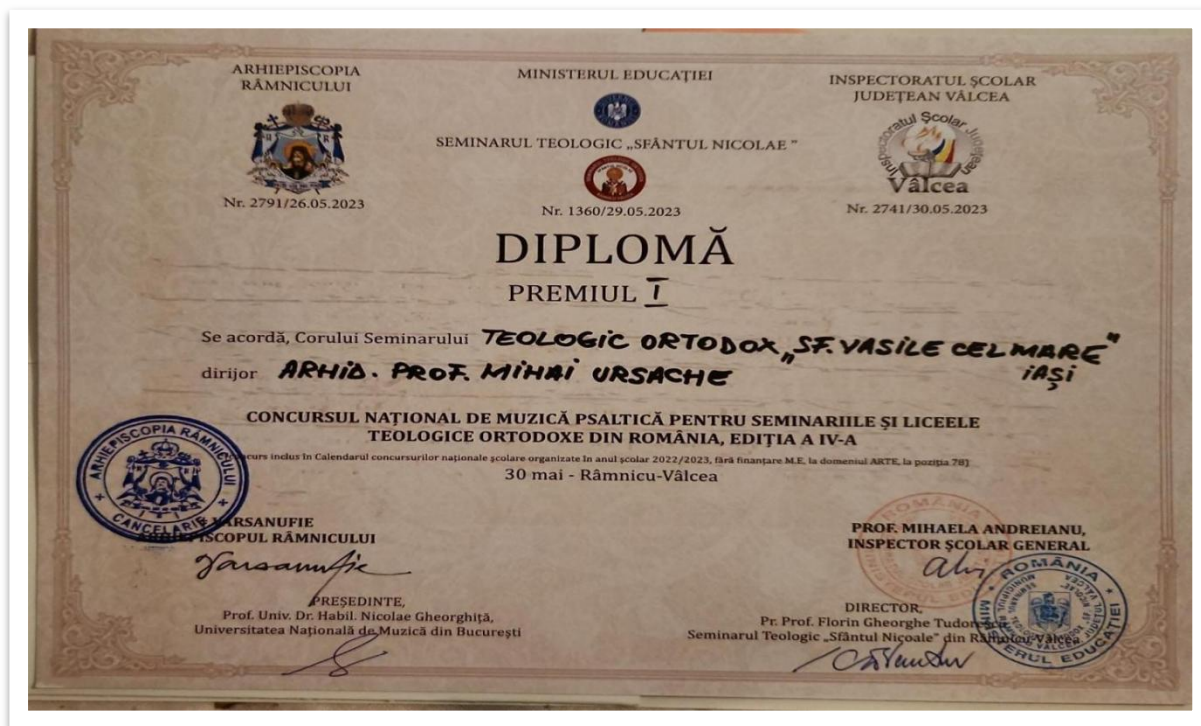 ARHIEPISCOPIA
RÂMNICULUI
Nr. 2791/26.05.2023
MINISTERUL EDUCAȚIEI
SEMINARUL TEOLOGIC „SFÂNTUL NICOLAE”
Nr. 1360/29.05.2023
INSPECTORATUL ȘCOLAR
JUDEȚEAN VÂLCEA
Inspectoratul Școlar Județean
Vâlcea
Nr. 2741/30.05.2023
DIPLOMĂ
PREMIUL I
Se acordă, Corului Seminarului TEOLOGIC ORTODOX „SF. VASILE CEL MARE”
dirijor ARHID. PROF. MIHAI URSACHE IAȘI
CONCURSUL NAȚIONAL DE MUZICĂ PSALTICĂ PENTRU SEMINARIILE ȘI LICEELE
TEOLOGICE ORTODOXE DIN ROMÂNIA, EDIȚIA A IV-A
inclus în Calendarul concursurilor naționale școlare organizate în anul școlar 2022/2023, fără finanțare M.E, la domeniul ARTE, la poziția 78)
30 mai - Râmnicu-Vâlcea
ARHIEPISCOPIA RÂMNICULUI
CANCELARIE
VARSANUFIE
ARHIEPISCOPUL RÂMNICULUI
Varsanufie
PREȘEDINTE,
Prof. Univ. Dr. Habil. Nicolae Gheorghiță,
Universitatea Națională de Muzică din București
PROF. MIHAELA ANDREIANU,
INSPECTOR ȘCOLAR GENERAL
ROMÂNIA
DIRECTOR,
Pr. Prof. Florin Gheorghe Tudorescu
Seminarul Teologic „Sfântul Nicoale” din Râmnicu-Vâlcea
ROMÂNIA
MINISTERUL EDUCAȚIEI